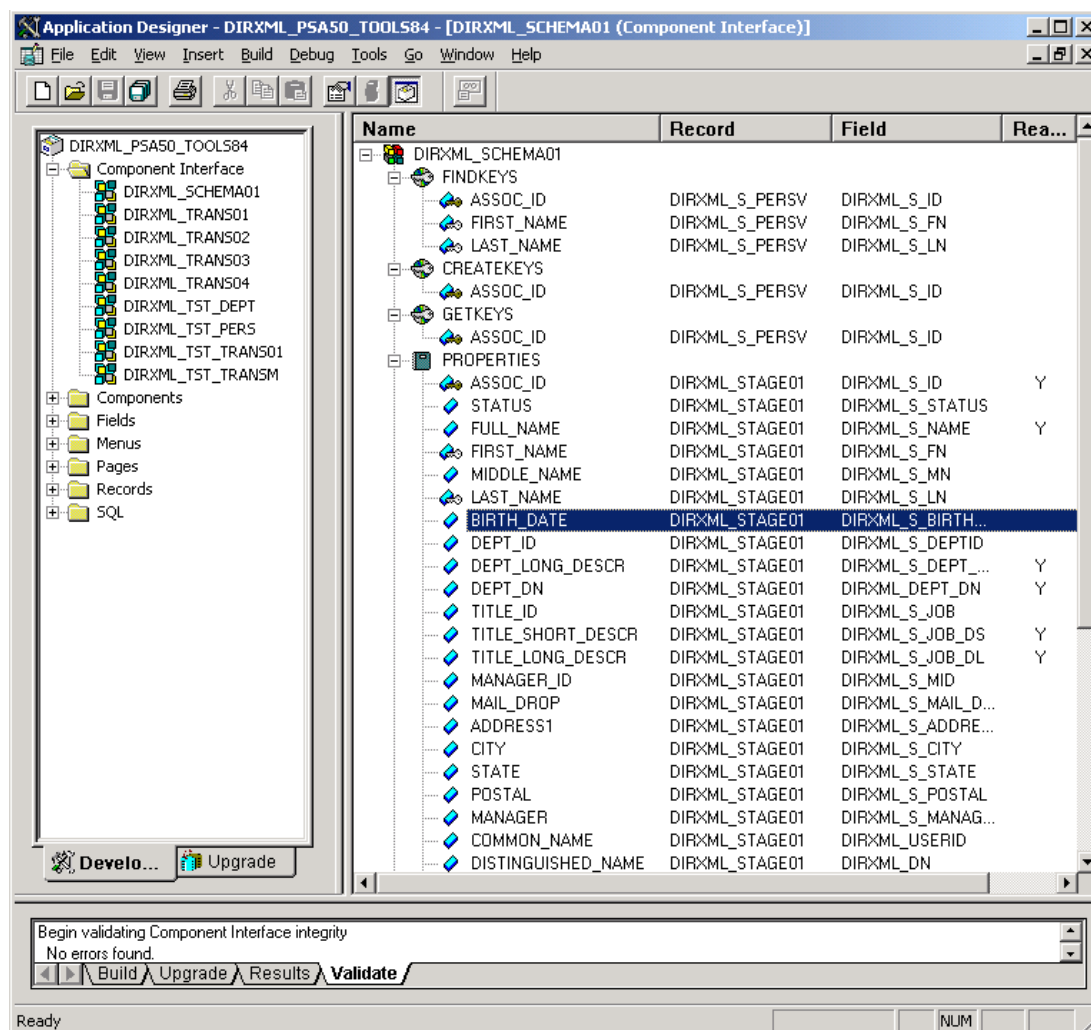 Application Designer - DIRXML_PSA50_TOOLS84 - [DIRXML_SCHEMA01 (Component Interface)]
File Edit View Insert Build Debug Tools Go Window Help
DIRXML_PSA50_TOOLS84
Component Interface
DIRXML_SCHEMA01
DIRXML_TRANS01
DIRXML_TRANS02
DIRXML_TRANS03
DIRXML_TRANS04
DIRXML_TST_DEPT
DIRXML_TST_PERS
DIRXML_TST_TRANS01
DIRXML_TST_TRANSM
Components
Fields
Menus
Pages
Records
SQL
Develo... Upgrade
Name Record Field Rea...
DIRXML_SCHEMA01
FINDKEYS
ASSOC_ID DIRXML_S_PERSV DIRXML_S_ID
FIRST_NAME DIRXML_S_PERSV DIRXML_S_FN
LAST_NAME DIRXML_S_PERSV DIRXML_S_LN
CREATEKEYS
ASSOC_ID DIRXML_S_PERSV DIRXML_S_ID
GETKEYS
ASSOC_ID DIRXML_S_PERSV DIRXML_S_ID
PROPERTIES
ASSOC_ID DIRXML_STAGE01 DIRXML_S_ID Y
STATUS DIRXML_STAGE01 DIRXML_S_STATUS
FULL_NAME DIRXML_STAGE01 DIRXML_S_NAME Y
FIRST_NAME DIRXML_STAGE01 DIRXML_S_FN
MIDDLE_NAME DIRXML_STAGE01 DIRXML_S_MN
LAST_NAME DIRXML_STAGE01 DIRXML_S_LN
BIRTH_DATE DIRXML_STAGE01 DIRXML_S_BIRTH...
DEPT_ID DIRXML_STAGE01 DIRXML_S_DEPTID
DEPT_LONG_DESCR DIRXML_STAGE01 DIRXML_S_DEPT_... Y
DEPT_DN DIRXML_STAGE01 DIRXML_DEPT_DN Y
TITLE_ID DIRXML_STAGE01 DIRXML_S_JOB
TITLE_SHORT_DESCR DIRXML_STAGE01 DIRXML_S_JOB_DS Y
TITLE_LONG_DESCR DIRXML_STAGE01 DIRXML_S_JOB_DL Y
MANAGER_ID DIRXML_STAGE01 DIRXML_S_MID
MAIL_DROP DIRXML_STAGE01 DIRXML_S_MAIL_D...
ADDRESS1 DIRXML_STAGE01 DIRXML_S_ADDRE...
CITY DIRXML_STAGE01 DIRXML_S_CITY
STATE DIRXML_STAGE01 DIRXML_S_STATE
POSTAL DIRXML_STAGE01 DIRXML_S_POSTAL
MANAGER DIRXML_STAGE01 DIRXML_S_MANAG...
COMMON_NAME DIRXML_STAGE01 DIRXML_USERID
DISTINGUISHED_NAME DIRXML_STAGE01 DIRXML_DN
Begin validating Component Interface integrity
No errors found.
Build Upgrade Results Validate
Ready NUM